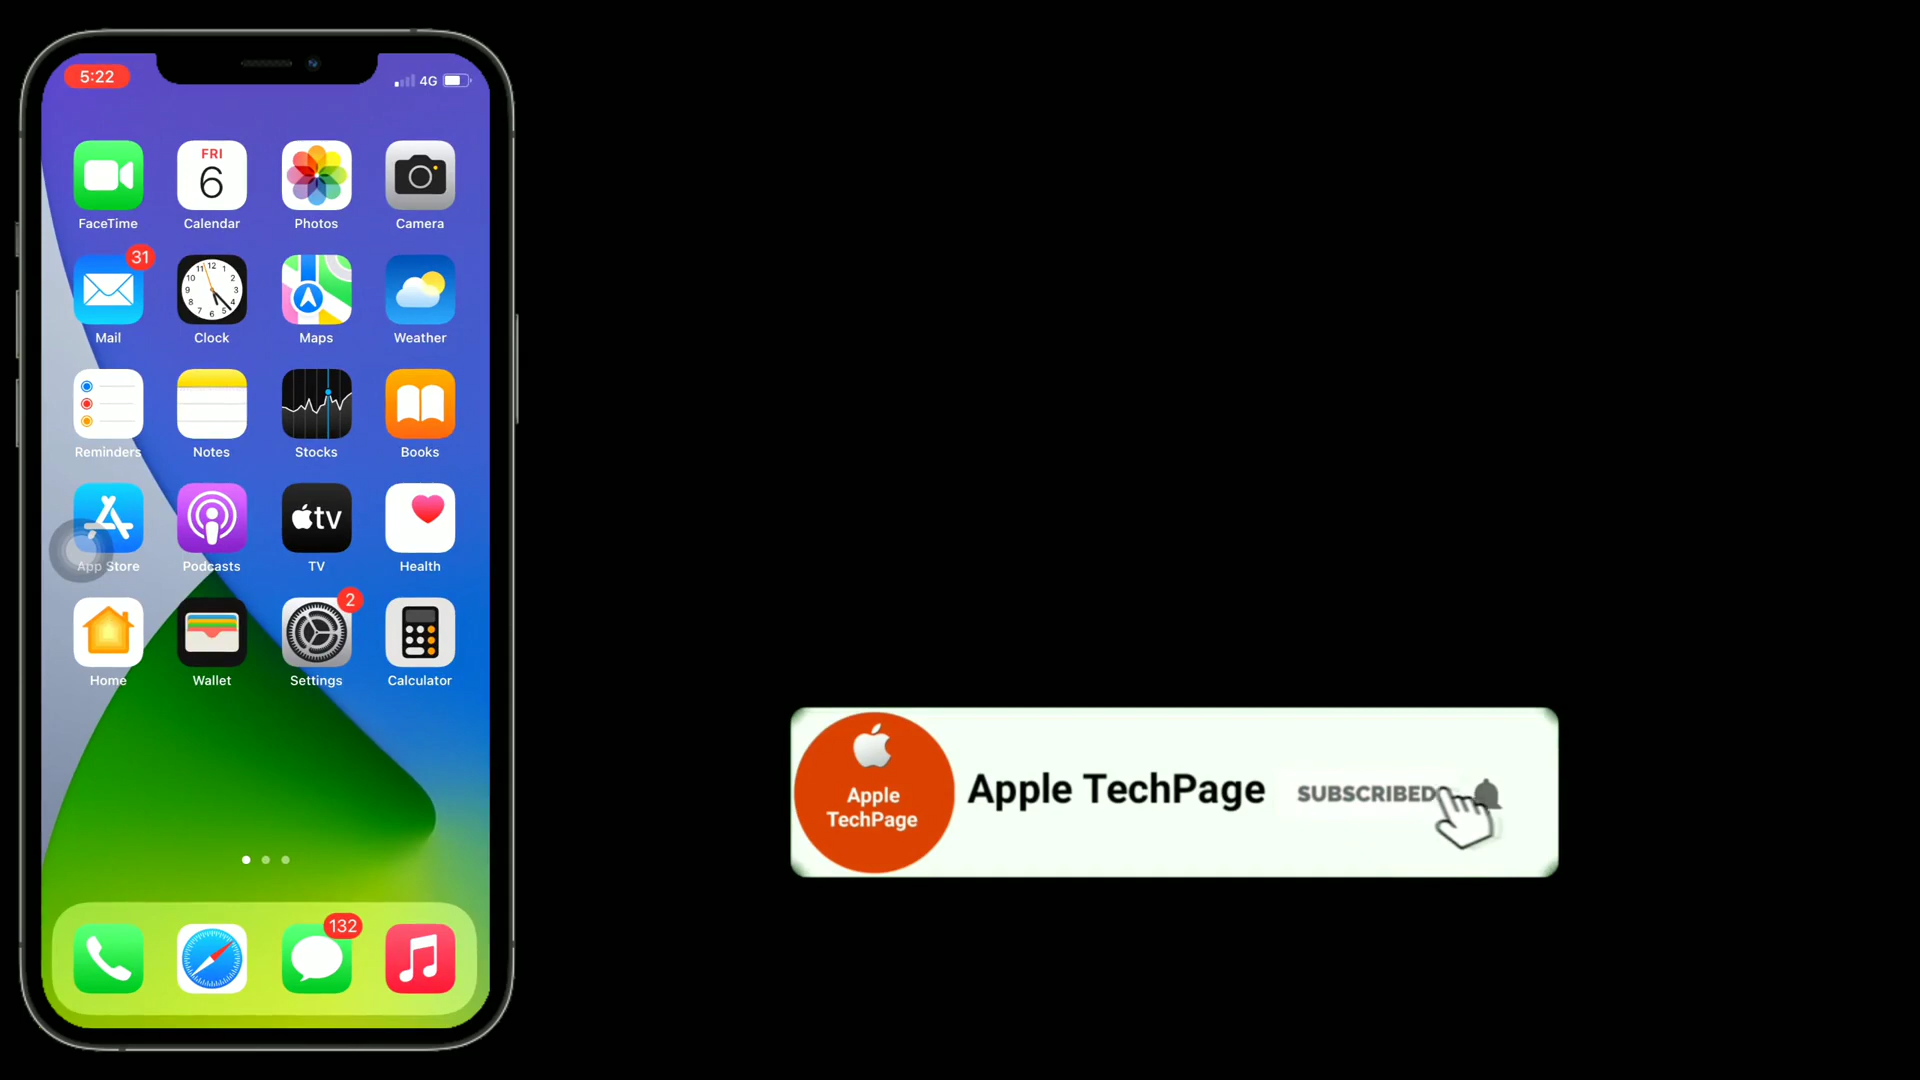 5:22
4G
FRI
6
FaceTime
Calendar
Photos
Camera
31
Mail
Clock
Maps
Weather
Reminders
Notes
Stocks
Books
tv
App Store
Podcasts
TV
Health
2
Home
Wallet
Settings
Calculator
132
Apple
TechPage
Apple TechPage
SUBSCRIBED